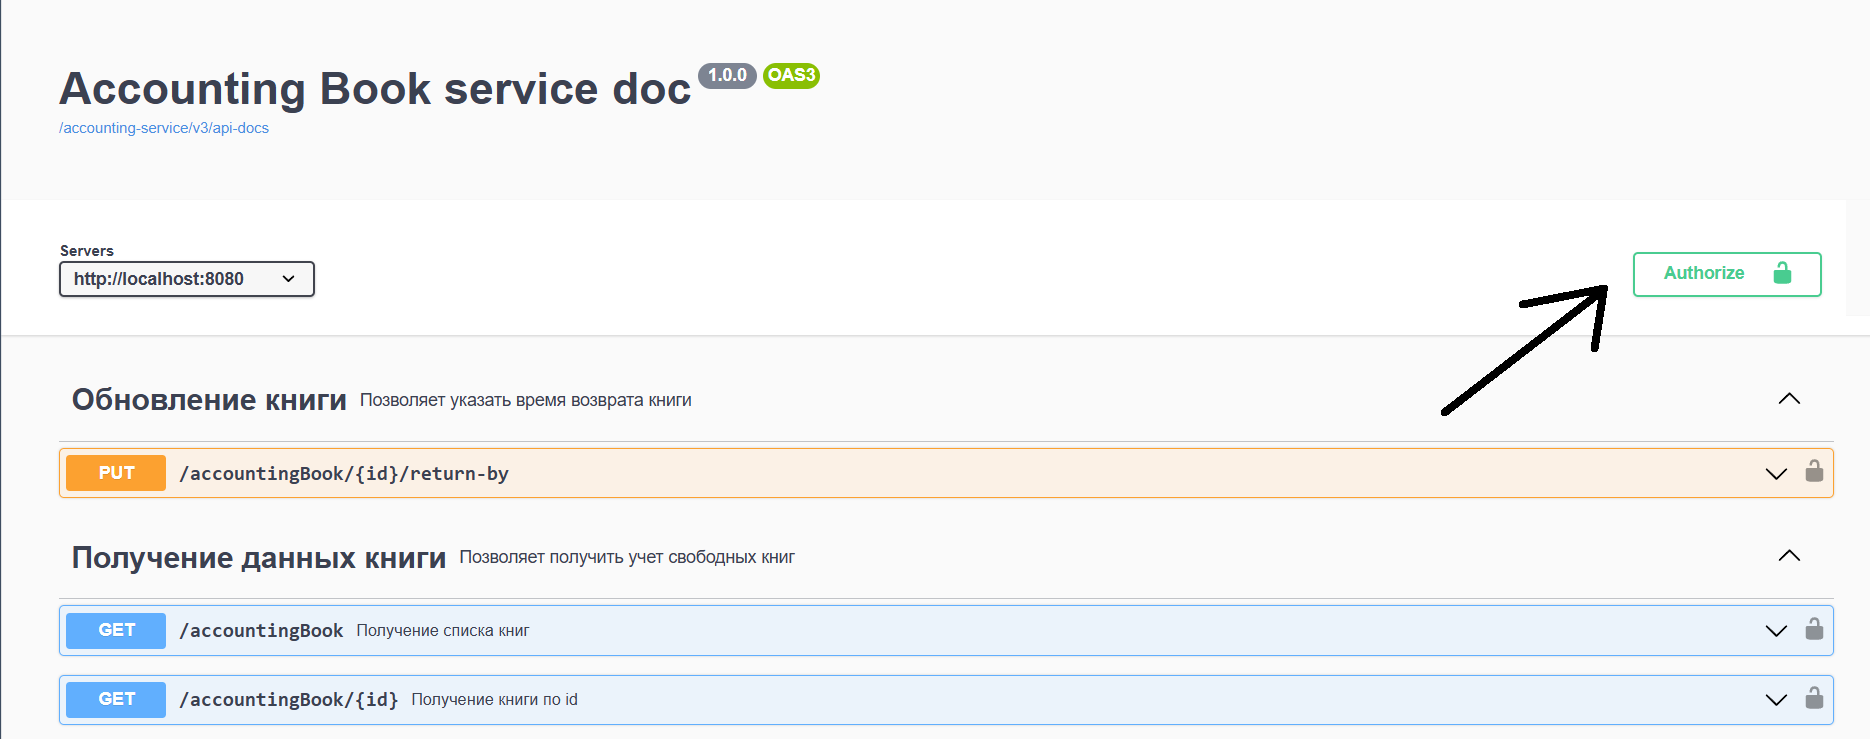 Accounting Book service doc 1.0.0 OAS3
/accounting-service/v3/api-docs
Servers
http://localhost:8080
Authorize
Обновление книги Позволяет указать время возврата книги
PUT /accountingBook/{id}/return-by
Получение данных книги Позволяет получить учет свободных книг
GET /accountingBook Получение списка книг
GET /accountingBook/{id} Получение книги по id